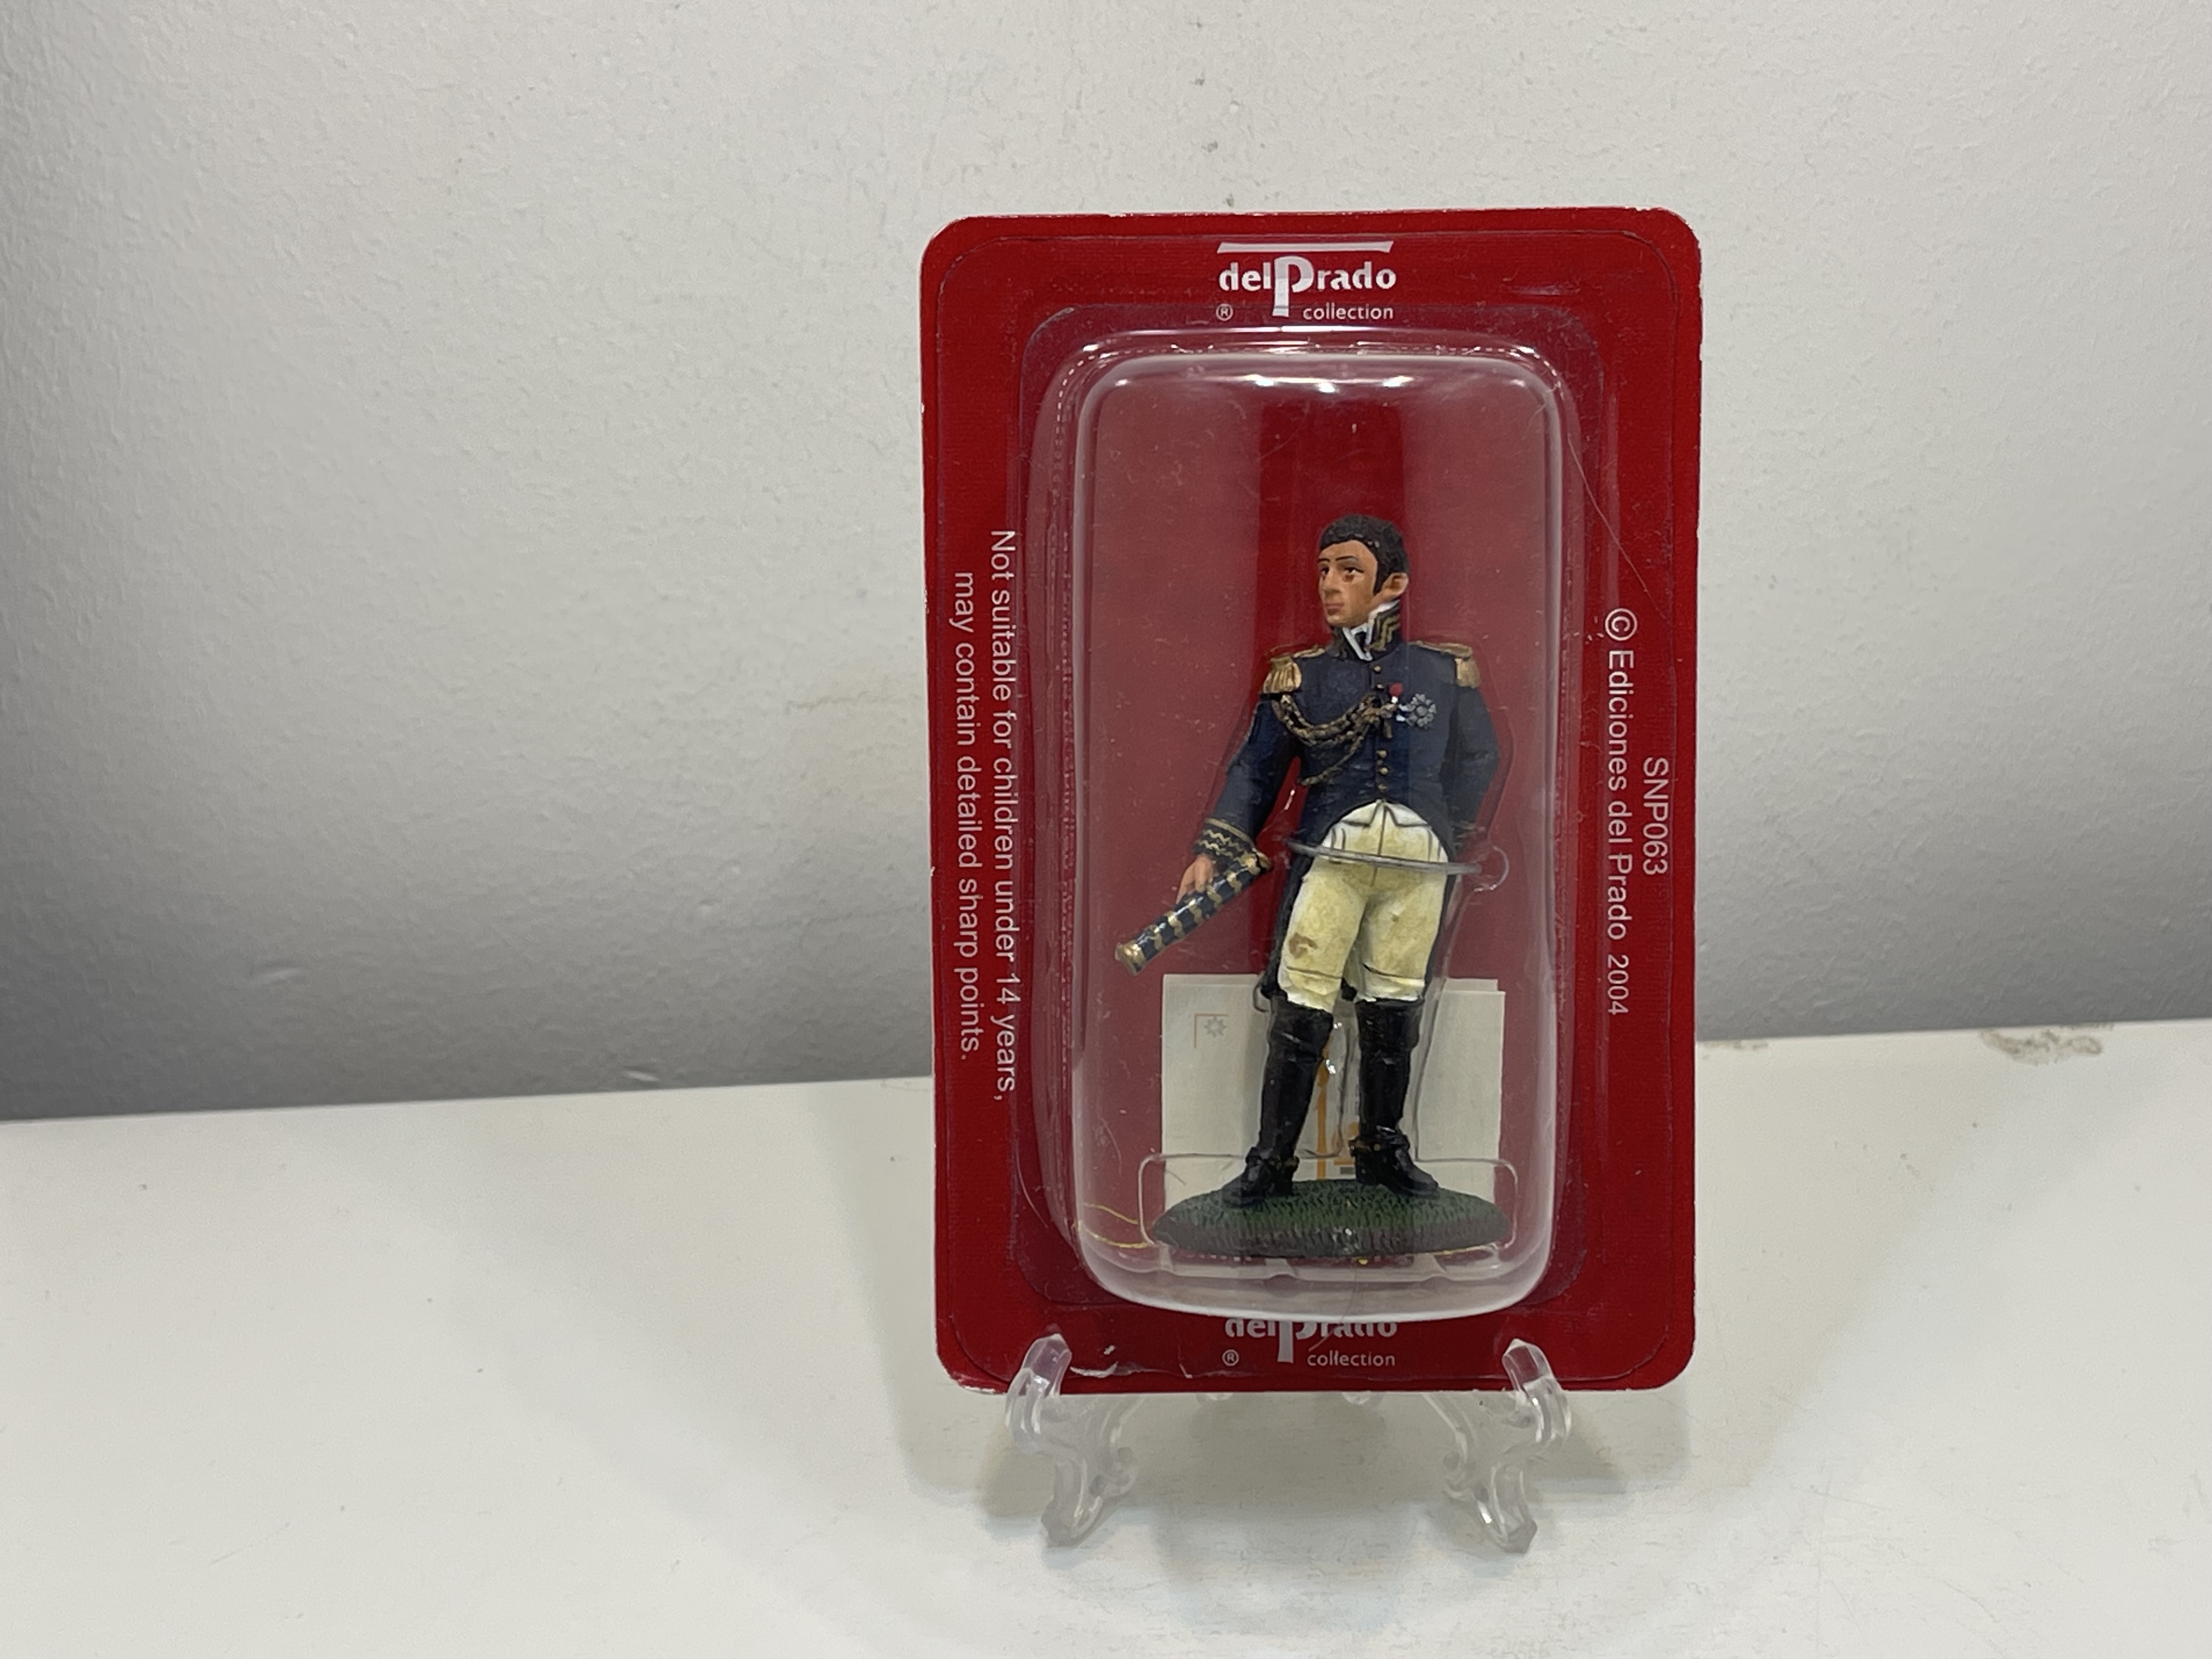 delPrado
® collection
Not suitable for children under 14 years,
may contain detailed sharp points.
SNP063
© Ediciones del Prado 2004
delPrado
® collection